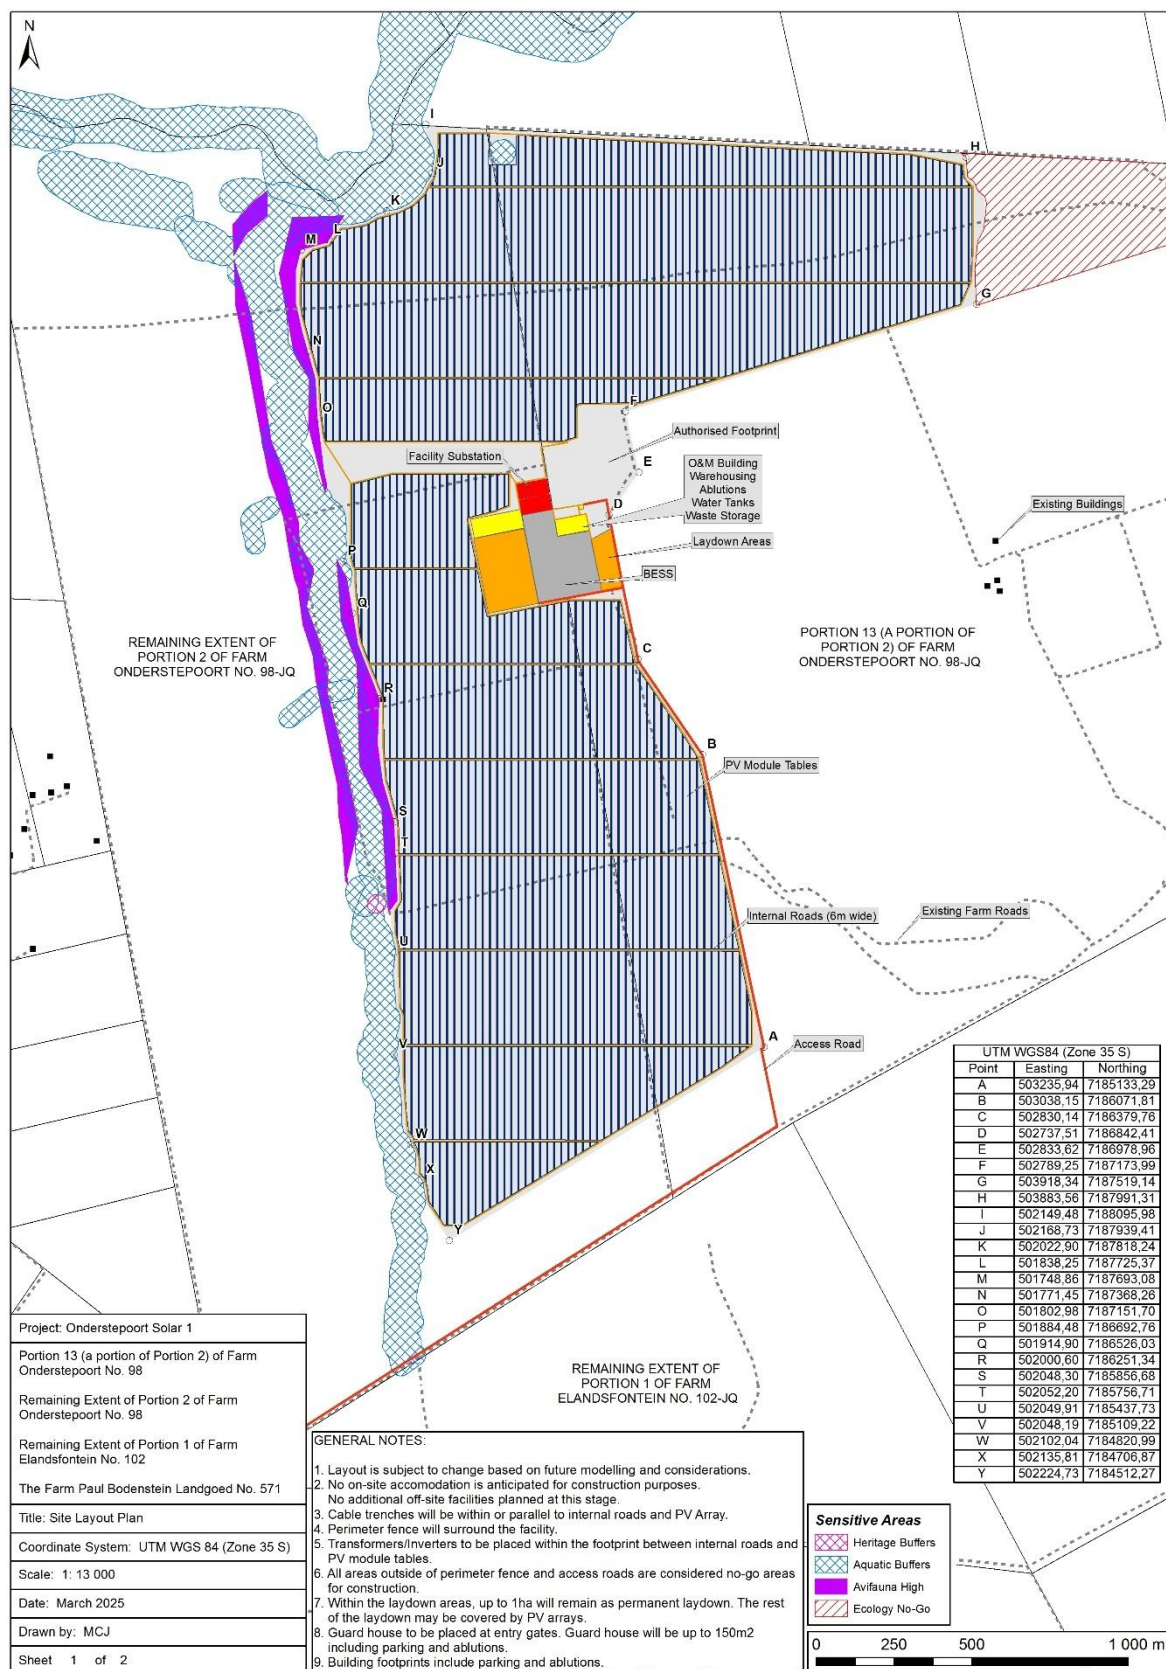 N
I
H
J
K
L
M
G
N
O
F
Authorised Footprint
Facility Substation
E
O&M Building
Warehousing
Ablutions
Water Tanks
Waste Storage
D
Existing Buildings
P
Laydown Areas
BESS
Q
REMAINING EXTENT OF
PORTION 2 OF FARM
ONDERSTEPOORT NO. 98-JQ
PORTION 13 (A PORTION OF
PORTION 2) OF FARM
ONDERSTEPOORT NO. 98-JQ
C
R
B
PV Module Tables
S
T
Internal Roads (6m wide)
Existing Farm Roads
U
V
A
Access Road
W
X
Y
UTM WGS84 (Zone 35 S)
Point Easting Northing
A 503235,94 7185133,29
B 503038,15 7186071,81
C 502830,14 7186379,76
D 502737,51 7186842,41
E 502833,62 7186978,96
F 502789,25 7187173,99
G 503918,34 7187519,14
H 503883,56 7187991,31
I 502149,48 7188095,98
J 502168,73 7187939,41
K 502022,90 7187818,24
L 501838,25 7187725,37
M 501748,86 7187693,08
N 501771,45 7187368,26
O 501802,98 7187151,70
P 501884,48 7186692,76
Q 501914,90 7186526,03
R 502000,60 7186251,34
S 502048,30 7185856,68
T 502052,20 7185756,71
U 502049,91 7185437,73
V 502048,19 7185109,22
W 502102,04 7184820,99
X 502135,81 7184706,87
Y 502224,73 7184512,27
REMAINING EXTENT OF
PORTION 1 OF FARM
ELANDSFONTEIN NO. 102-JQ
Project: Onderstepoort Solar 1
Portion 13 (a portion of Portion 2) of Farm
Onderstepoort No. 98
Remaining Extent of Portion 2 of Farm
Onderstepoort No. 98
Remaining Extent of Portion 1 of Farm
Elandsfontein No. 102
The Farm Paul Bodenstein Landgoed No. 571
Title: Site Layout Plan
Coordinate System: UTM WGS 84 (Zone 35 S)
Scale: 1: 13 000
Date: March 2025
Drawn by: MCJ
Sheet 1 of 2
GENERAL NOTES:
1. Layout is subject to change based on future modelling and considerations.
2. No on-site accomodation is anticipated for construction purposes.
No additional off-site facilities planned at this stage.
3. Cable trenches will be within or parallel to internal roads and PV Array.
4. Perimeter fence will surround the facility.
5. Transformers/Inverters to be placed within the footprint between internal roads and
PV module tables.
6. All areas outside of perimeter fence and access roads are considered no-go areas
for construction.
7. Within the laydown areas, up to 1ha will remain as permanent laydown. The rest
of the laydown may be covered by PV arrays.
8. Guard house to be placed at entry gates. Guard house will be up to 150m2
including parking and ablutions.
9. Building footprints include parking and ablutions.
Sensitive Areas
Heritage Buffers
Aquatic Buffers
Avifauna High
Ecology No-Go
0 250 500 1 000 m